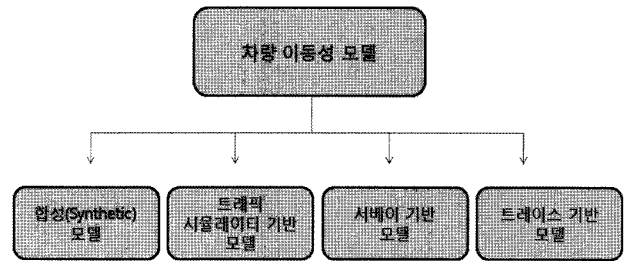 차량 이동성 모델
합성(Synthetic)
모델
트래픽
시뮬레이터 기반
모델
서베이 기반
모델
트레이스 기반
모델